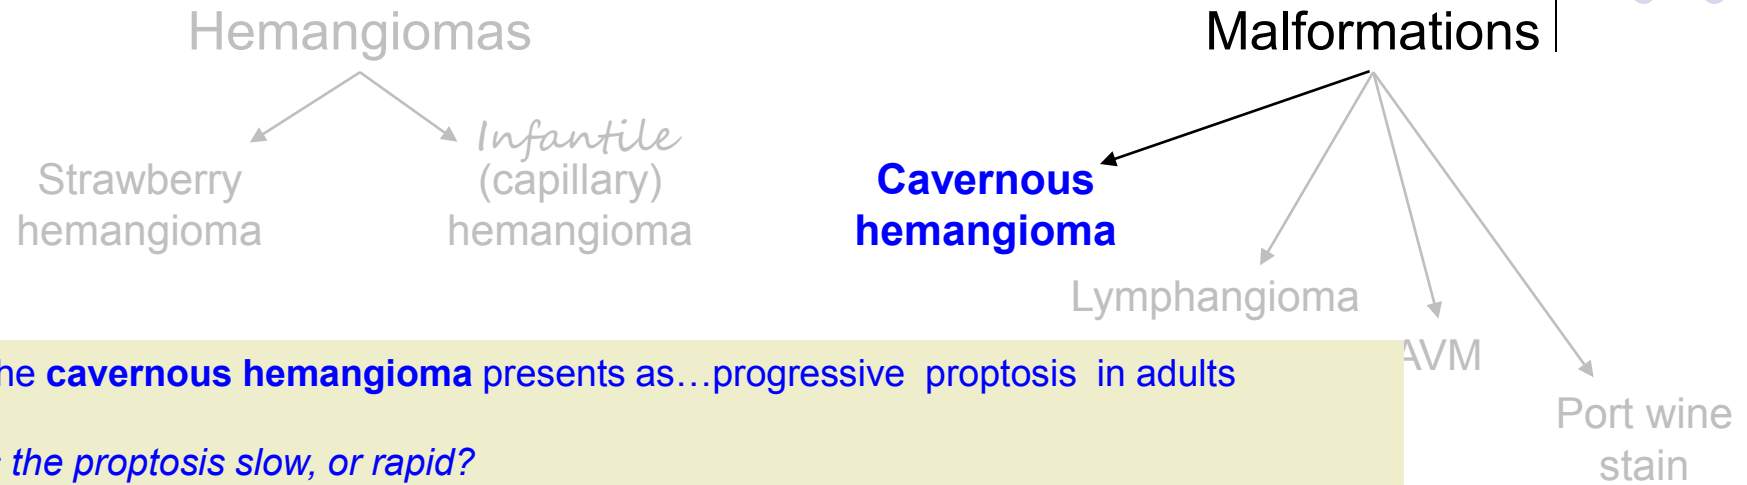 Hemangiomas
Malformations
Infantile
Strawberry
hemangioma
(capillary)
hemangioma
Cavernous
hemangioma
Lymphangioma
AVM
Port wine
stain
he cavernous hemangioma presents as…progressive proptosis in adults
the proptosis slow, or rapid?